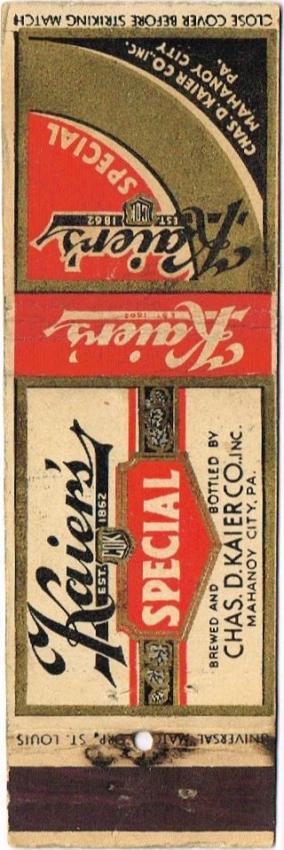 CLOSE COVER BEFORE STRIKING MATCH
CHAS. D. KAIER CO., INC.
MAHANOY CITY
PA.
SPECIAL
CDK
EST. 1862
Kaier's
Kaier's
EST. 1862
Kaier's
EST. CDK 1862
SPECIAL
BREWED AND BOTTLED BY
CHAS. D. KAIER CO., INC.
MAHANOY CITY, PA.
UNIVERSAL MATCH CORP., ST. LOUIS